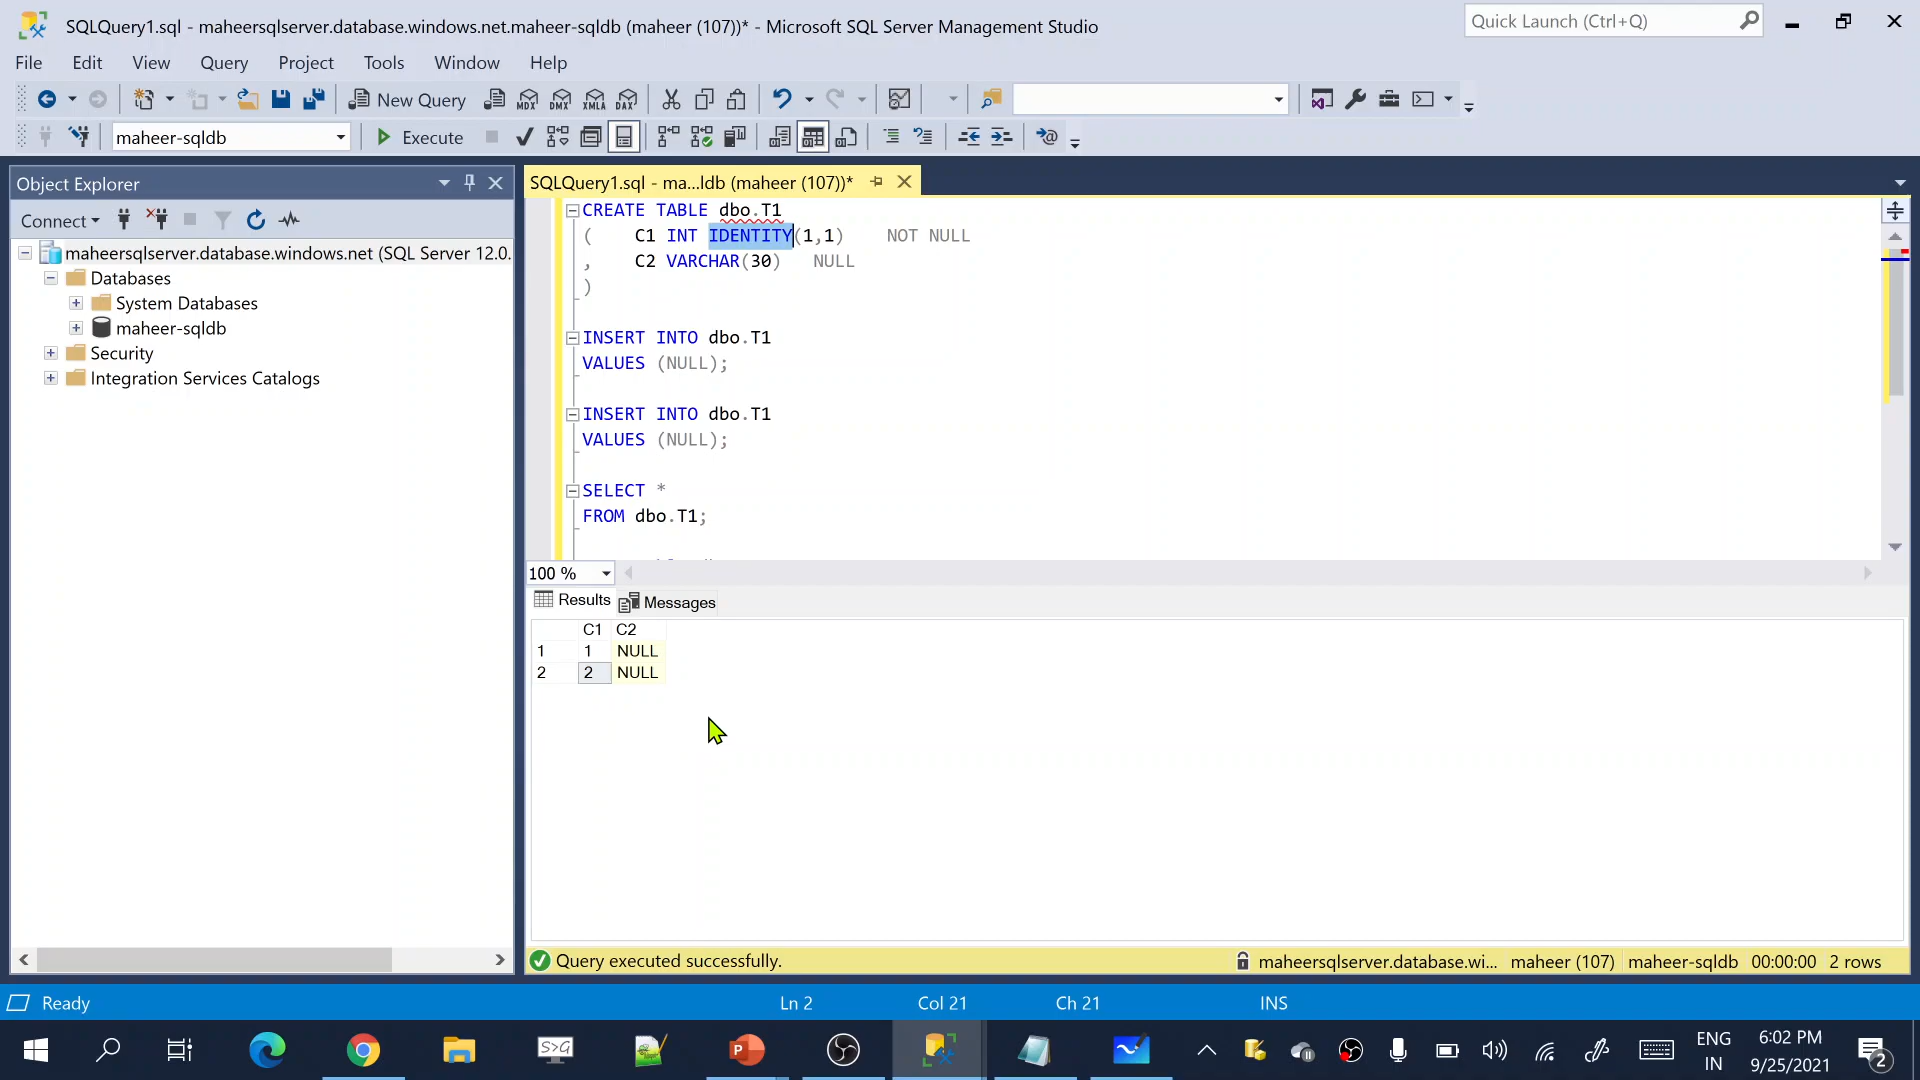 SQLQuery1.sql - maheersqlserver.database.windows.net.maheer-sqldb (maheer (107))* - Microsoft SQL Server Management Studio
Quick Launch (Ctrl+Q)
File Edit View Query Project Tools Window Help
New Query MDX DMX XMLA DAX
maheer-sqldb Execute
Object Explorer
SQLQuery1.sql - ma...ldb (maheer (107))*
Connect
maheersqlserver.database.windows.net (SQL Server 12.0.
Databases
System Databases
maheer-sqldb
Security
Integration Services Catalogs
CREATE TABLE dbo.T1
( C1 INT IDENTITY(1,1) NOT NULL
, C2 VARCHAR(30) NULL
)
INSERT INTO dbo.T1
VALUES (NULL);
INSERT INTO dbo.T1
VALUES (NULL);
SELECT *
FROM dbo.T1;
100 %
Results Messages
C1 C2
1 1 NULL
2 2 NULL
Query executed successfully. maheersqlserver.database.wi... maheer (107) maheer-sqldb 00:00:00 2 rows
Ready Ln 2 Col 21 Ch 21 INS
S>G
ENG
IN
6:02 PM
9/25/2021
2